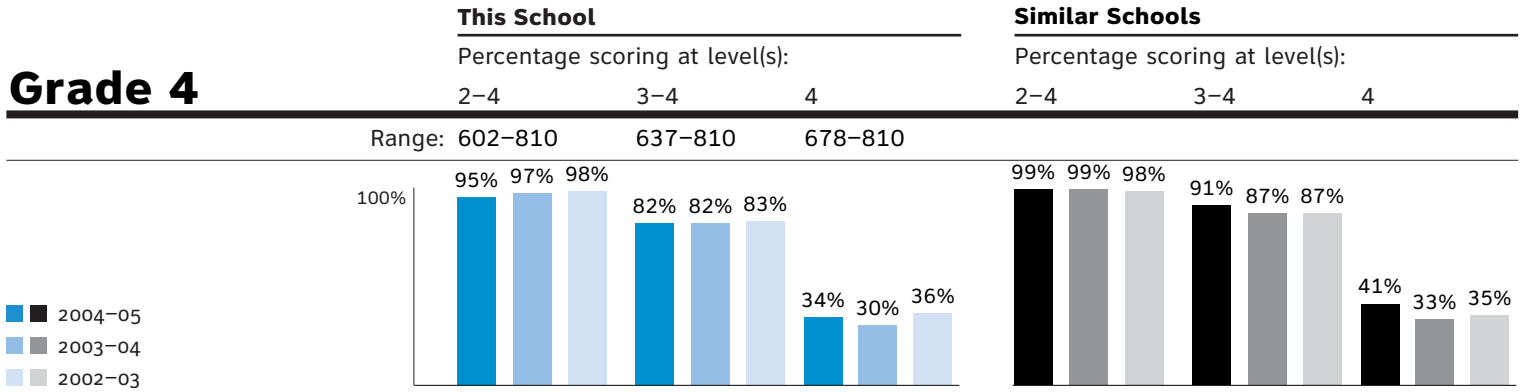 This School Similar Schools
Percentage scoring at level(s): Percentage scoring at level(s):
Grade 4 2–4 3–4 4 2–4 3–4 4
Range: 602–810 637–810 678–810
95% 97% 98% 82% 82% 83% 34% 30% 36% 99% 99% 98% 91% 87% 87% 41% 33% 35%
100%
2004–05
2003–04
2002–03